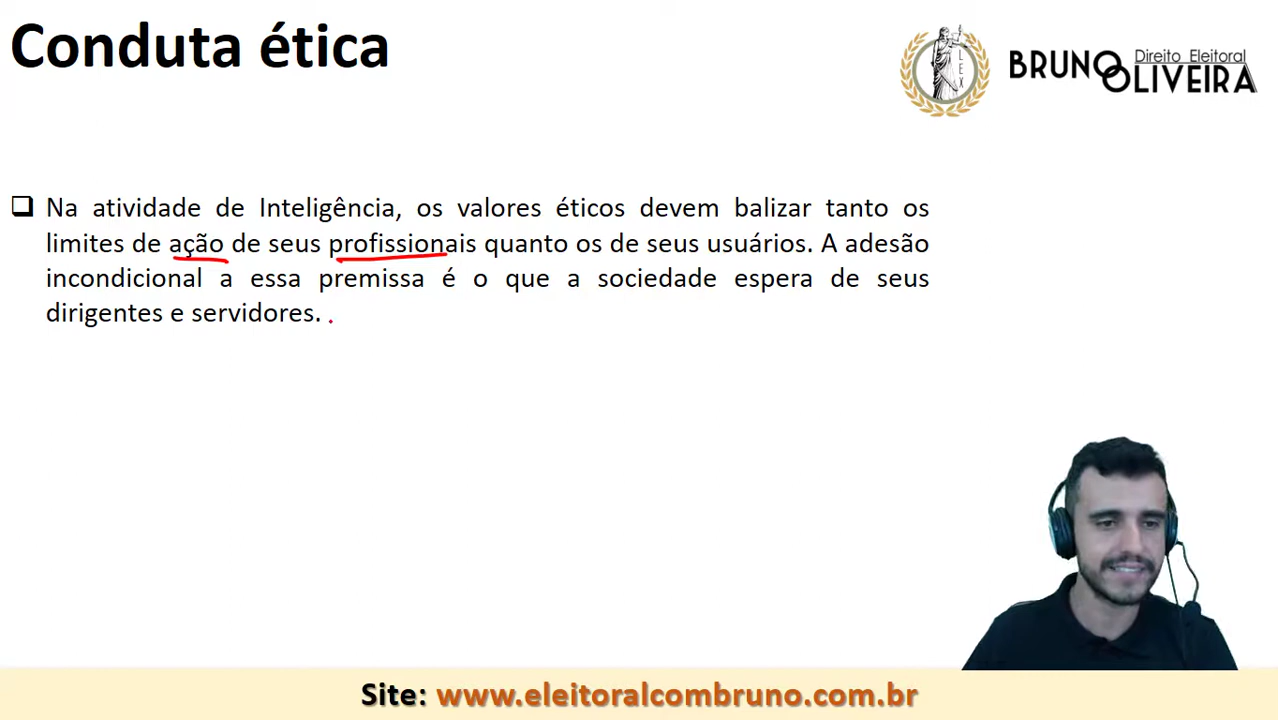 Conduta ética
BRUNO OLIVEIRA
Direito Eleitoral
LEX
Na atividade de Inteligência, os valores éticos devem balizar tanto os
limites de ação de seus profissionais quanto os de seus usuários. A adesão
incondicional a essa premissa é o que a sociedade espera de seus
dirigentes e servidores.
Site: www.eleitoralcombruno.com.br